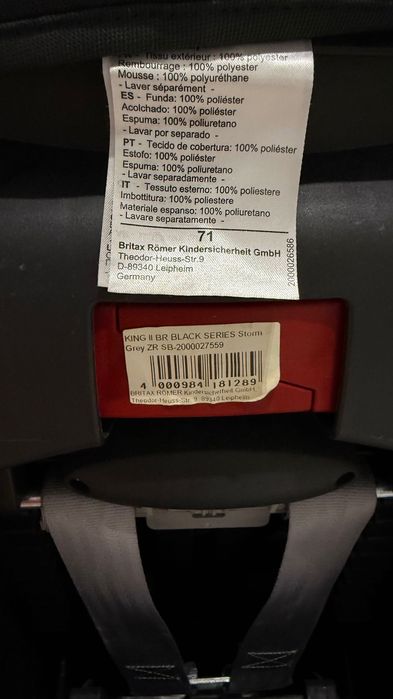 Tissu extérieur: 100% polyester
Rembourrage : 100% polyester
Mousse : 100% polyuréthane
- Laver séparément -
ES - Funda: 100% poliéster
Acolchado: 100% poliéster
Espuma: 100% poliuretano
- Lavar por separado -
PT - Tecido de cobertura: 100% poliéster
Estofo: 100% poliéster
Espuma: 100% poliuretano
- Lavar separadamente -
IT - Tessuto esterno: 100% poliestere
Imbottitura: 100% poliestere
Materiale espanso: 100% poliuretano
- Lavare separatamente -
71
Britax Römer Kindersicherheit GmbH
Theodor-Heuss-Str.9
D-89340 Leipheim
Germany
2000026586
KING II BR BLACK SERIES Storm
Grey ZR SB-2000027559
4 000984 181289
BRITAX RÖMER Kindersicherheit GmbH,
Theodor-Heuss-Str. 9, 89340 Leipheim